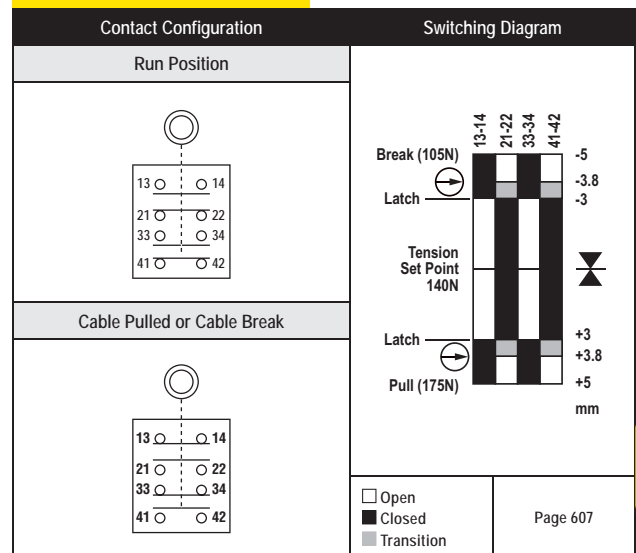 Contact Configuration
Switching Diagram
Run Position
13 14
21 22
33 34
41 42
Cable Pulled or Cable Break
13 14
21 22
33 34
41 42
13-14
21-22
33-34
41-42
Break (105N)
-5
-3.8
Latch
-3
Tension
Set Point
140N
Latch
+3
+3.8
Pull (175N)
+5
mm
Open
Closed
Transition
Page 607